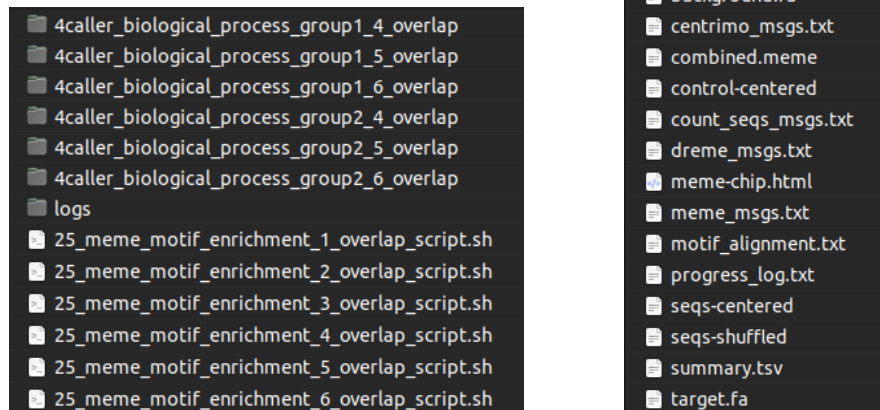 4caller_biological_process_group1_4_overlap
4caller_biological_process_group1_5_overlap
4caller_biological_process_group1_6_overlap
4caller_biological_process_group2_4_overlap
4caller_biological_process_group2_5_overlap
4caller_biological_process_group2_6_overlap
logs
25_meme_motif_enrichment_1_overlap_script.sh
25_meme_motif_enrichment_2_overlap_script.sh
25_meme_motif_enrichment_3_overlap_script.sh
25_meme_motif_enrichment_4_overlap_script.sh
25_meme_motif_enrichment_5_overlap_script.sh
25_meme_motif_enrichment_6_overlap_script.sh
centrimo_msgs.txt
combined.meme
control-centered
count_seqs_msgs.txt
dreme_msgs.txt
meme-chip.html
meme_msgs.txt
motif_alignment.txt
progress_log.txt
seqs-centered
seqs-shuffled
summary.tsv
target.fa